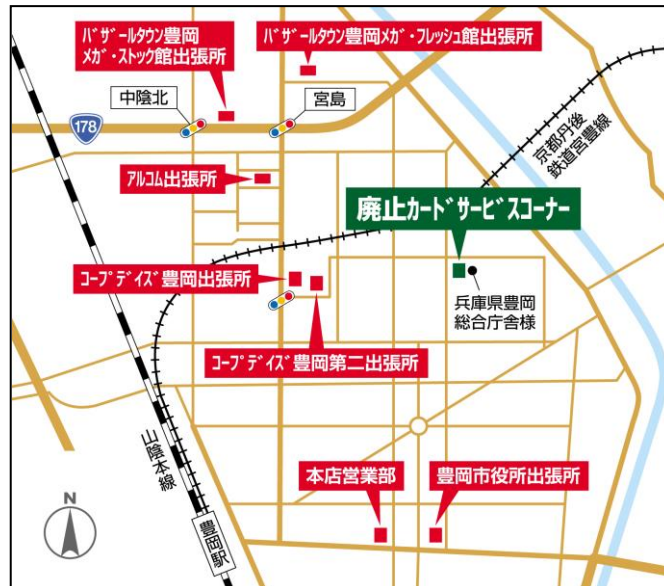 バザールタウン豊岡
メガ・ストック館出張所
バザールタウン豊岡メガ・フレッシュ館出張所
中陰北
宮島
178
京都丹後
鉄道宮豊線
アルコム出張所
廃止カードサービスコーナー
コープデイズ豊岡出張所
兵庫県豊岡
総合庁舎様
コープデイズ豊岡第二出張所
山陰本線
本店営業部
豊岡市役所出張所
N
豊岡駅